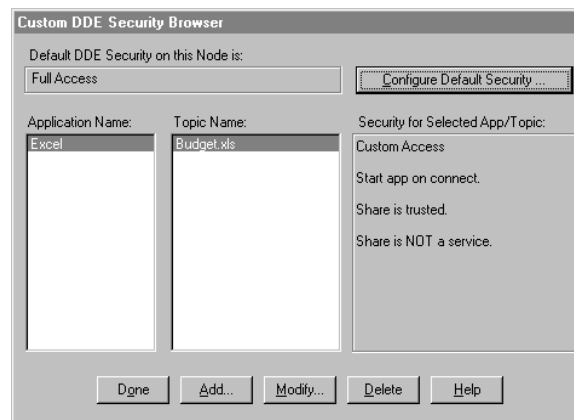 Custom DDE Security Browser
Default DDE Security on this Node is:
Full Access
Configure Default Security ...
Application Name:
Topic Name:
Security for Selected App/Topic:
Excel
Budget.xls
Custom Access
Start app on connect.
Share is trusted.
Share is NOT a service.
Done
Add...
Modify...
Delete
Help